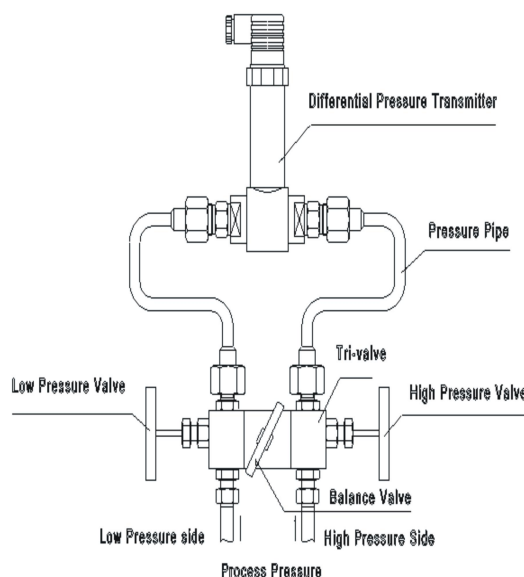 Differential Pressure Transmitter
Pressure Pipe
Tri-valve
Low Pressure Valve
High Pressure Valve
Balance Valve
Low Pressure side
High Pressure Side
Process Pressure